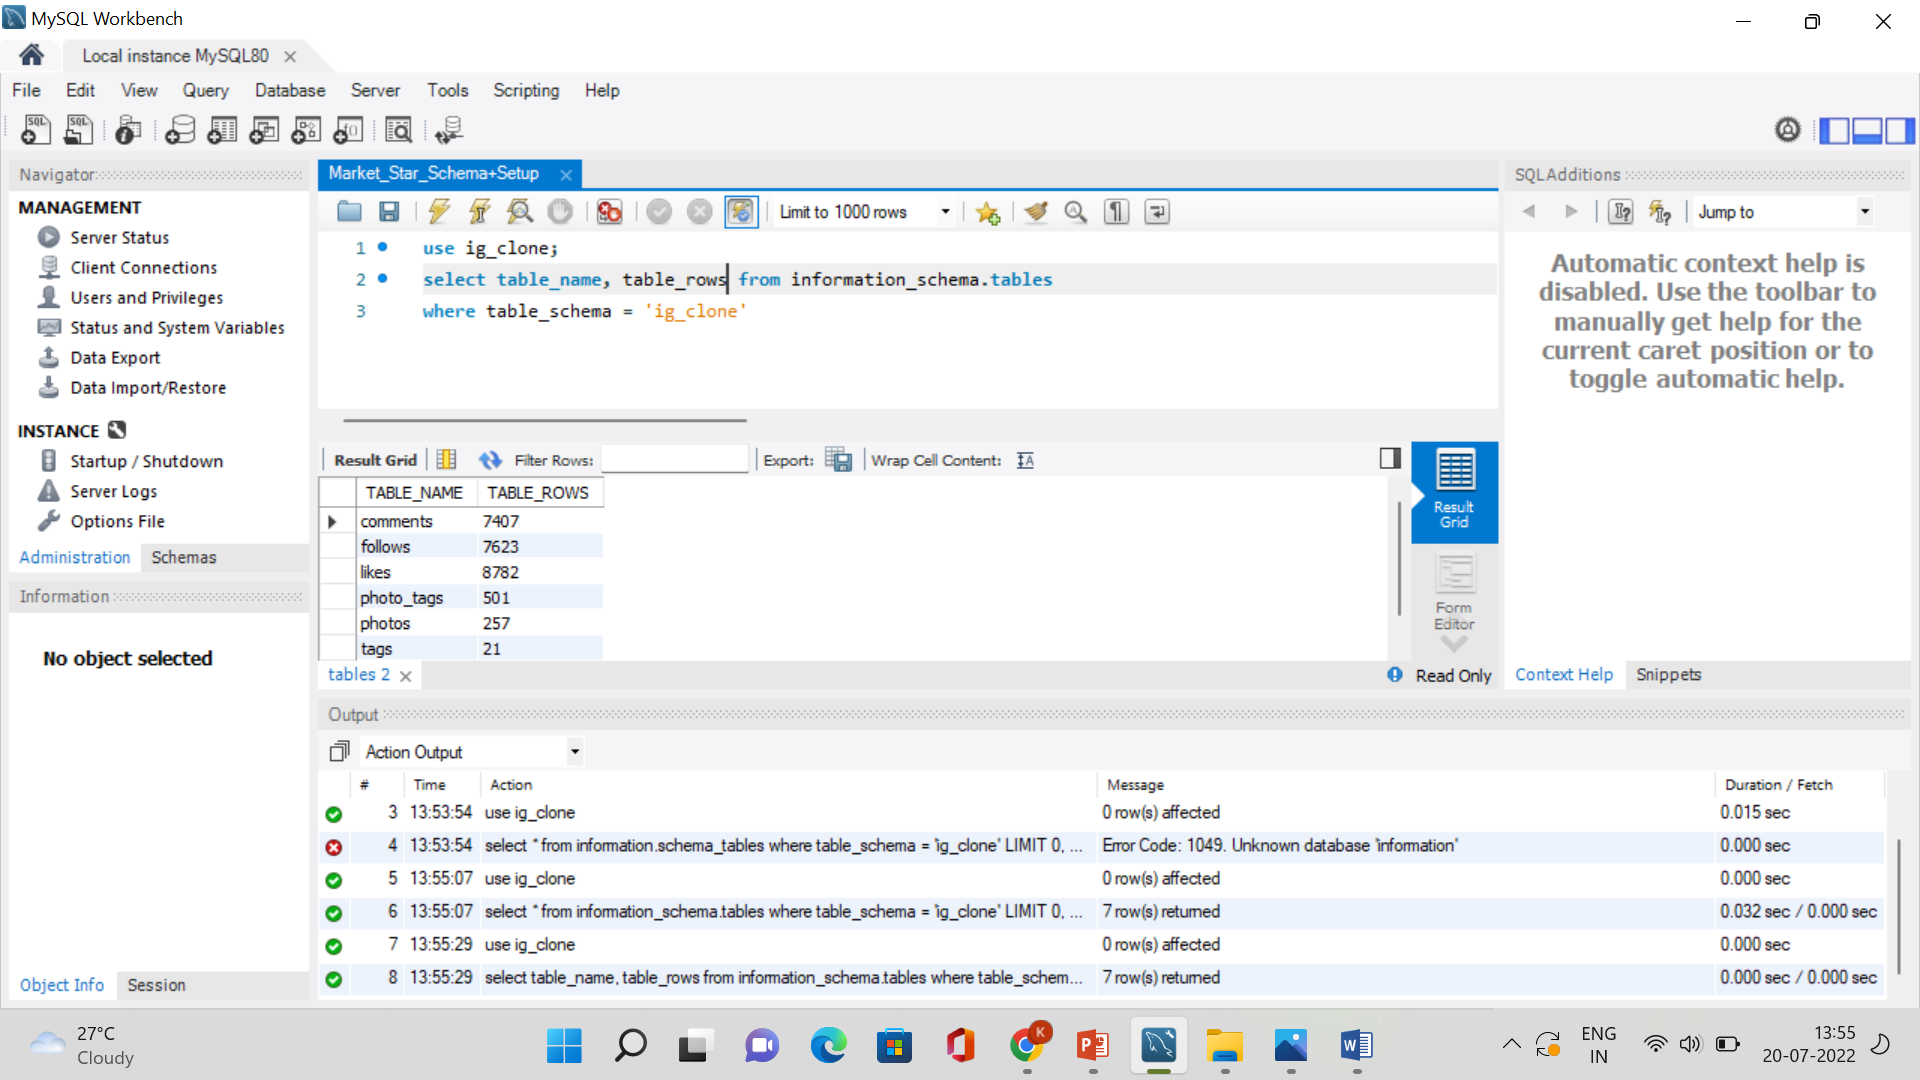 MySQL Workbench
Local instance MySQL80
File Edit View Query Database Server Tools Scripting Help
Navigator
MANAGEMENT
Server Status
Client Connections
Users and Privileges
Status and System Variables
Data Export
Data Import/Restore
INSTANCE
Startup / Shutdown
Server Logs
Options File
Administration Schemas
Information
No object selected
Object Info Session
Market_Star_Schema+Setup
Limit to 1000 rows
1 use ig_clone;
2 select table_name, table_rows from information_schema.tables
3 where table_schema = 'ig_clone'
Result Grid Filter Rows: Export: Wrap Cell Content:
TABLE_NAME TABLE_ROWS
comments 7407
follows 7623
likes 8782
photo_tags 501
photos 257
tags 21
Result
Grid
Form
Editor
tables 2 Read Only
SQLAdditions
Jump to
Automatic context help is
disabled. Use the toolbar to
manually get help for the
current caret position or to
toggle automatic help.
Context Help Snippets
Output
Action Output
# Time Action Message Duration / Fetch
3 13:53:54 use ig_clone 0 row(s) affected 0.015 sec
4 13:53:54 select * from information.schema_tables where table_schema = 'ig_clone' LIMIT 0, ... Error Code: 1049. Unknown database 'information' 0.000 sec
5 13:55:07 use ig_clone 0 row(s) affected 0.000 sec
6 13:55:07 select * from information_schema.tables where table_schema = 'ig_clone' LIMIT 0, ... 7 row(s) returned 0.032 sec / 0.000 sec
7 13:55:29 use ig_clone 0 row(s) affected 0.000 sec
8 13:55:29 select table_name, table_rows from information_schema.tables where table_schem... 7 row(s) returned 0.000 sec / 0.000 sec
27°C
Cloudy
K
ENG
IN
13:55
20-07-2022